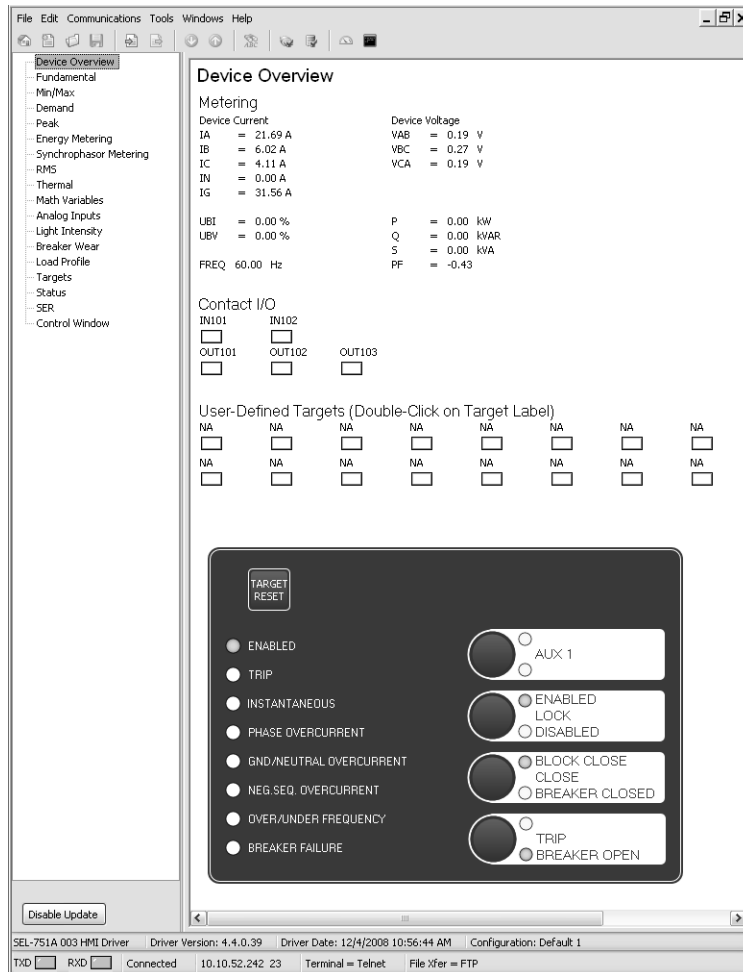 File Edit Communications Tools Windows Help
Device Overview
Fundamental
Min/Max
Demand
Peak
Energy Metering
Synchrophasor Metering
RMS
Thermal
Math Variables
Analog Inputs
Light Intensity
Breaker Wear
Load Profile
Targets
Status
SER
Control Window
Disable Update
Device Overview
Metering
Device Current Device Voltage
IA = 21.69 A VAB = 0.19 V
IB = 6.02 A VBC = 0.27 V
IC = 4.11 A VCA = 0.19 V
IN = 0.00 A
IG = 31.56 A
UBI = 0.00 % P = 0.00 kW
UBV = 0.00 % Q = 0.00 kVAR
S = 0.00 kVA
FREQ 60.00 Hz PF = -0.43
Contact I/O
IN101 IN102
OUT101 OUT102 OUT103
User-Defined Targets (Double-Click on Target Label)
NA NA NA NA NA NA NA NA
NA NA NA NA NA NA NA NA
TARGET
RESET
ENABLED
TRIP
INSTANTANEOUS
PHASE OVERCURRENT
GND/NEUTRAL OVERCURRENT
NEG.SEQ. OVERCURRENT
OVER/UNDER FREQUENCY
BREAKER FAILURE
AUX 1
ENABLED
LOCK
DISABLED
BLOCK CLOSE
CLOSE
BREAKER CLOSED
TRIP
BREAKER OPEN
SEL-751A 003 HMI Driver Driver Version: 4.4.0.39 Driver Date: 12/4/2008 10:56:44 AM Configuration: Default 1
TXD RXD Connected 10.10.52.242 23 Terminal = Telnet File Xfer = FTP